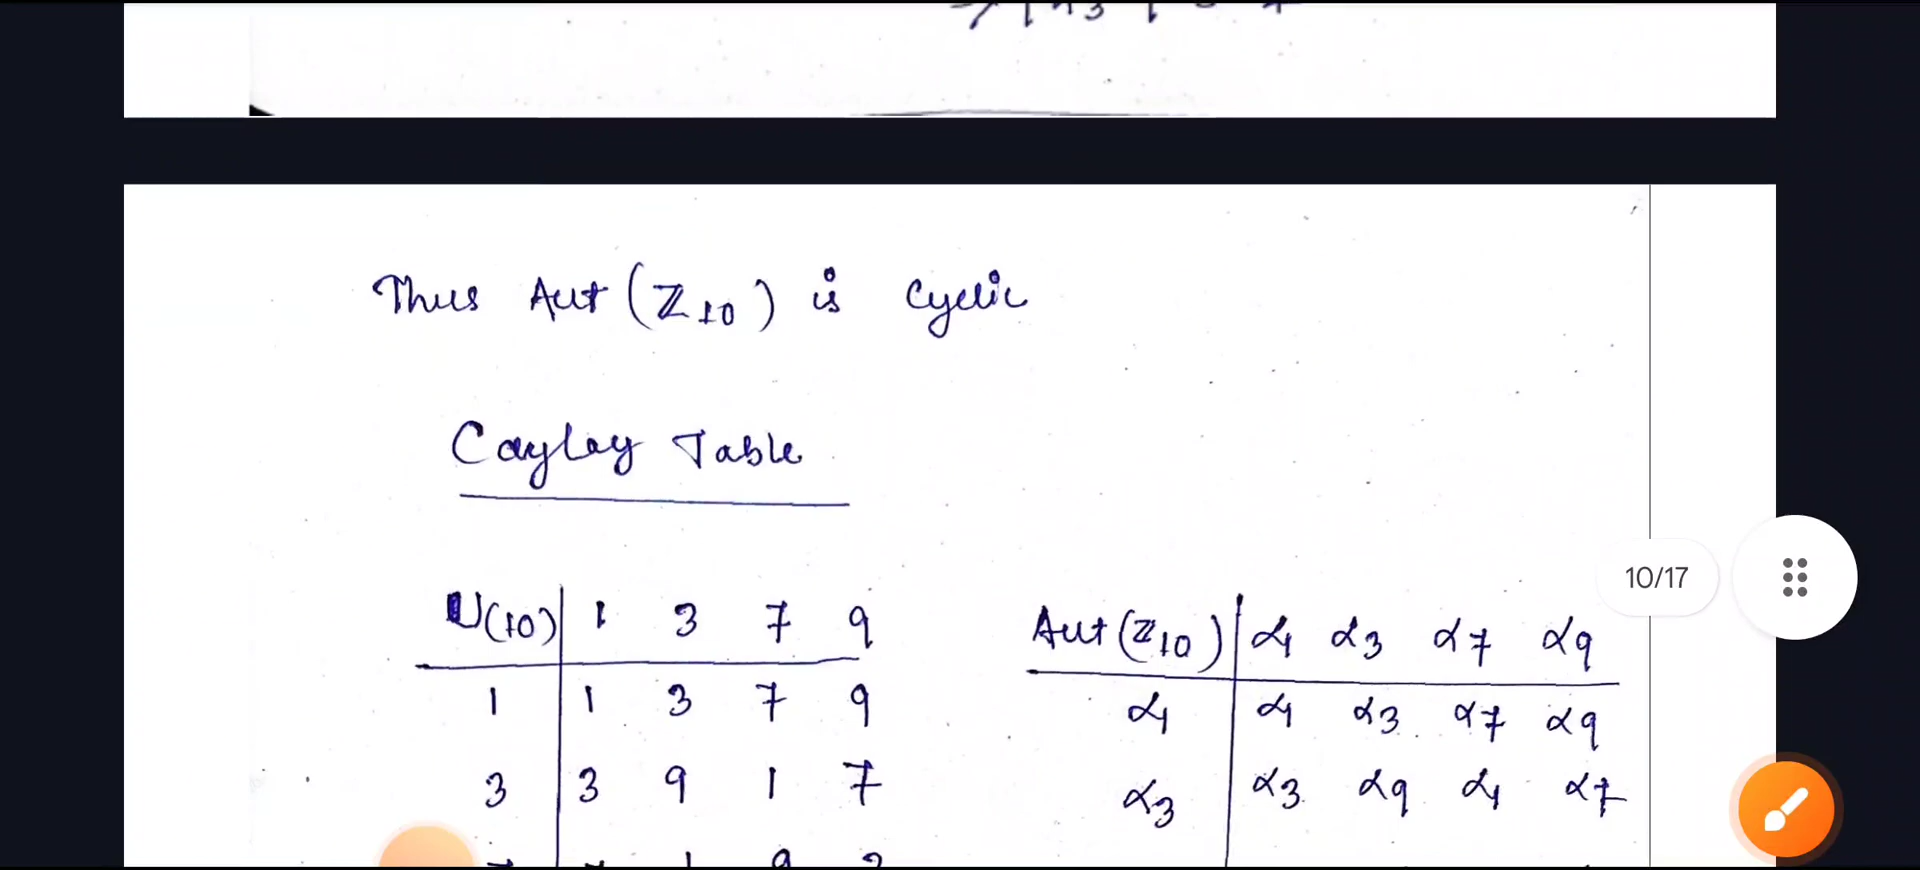 Thus Aut (Z10) is Cyclic
Cayley Table
U(10) 1 3 7 9
1 1 3 7 9
3 3 9 1 7
Aut (Z10) α1 α3 α7 α9
α1 α1 α3 α7 α9
α3 α3 α9 α1 α7
10/17